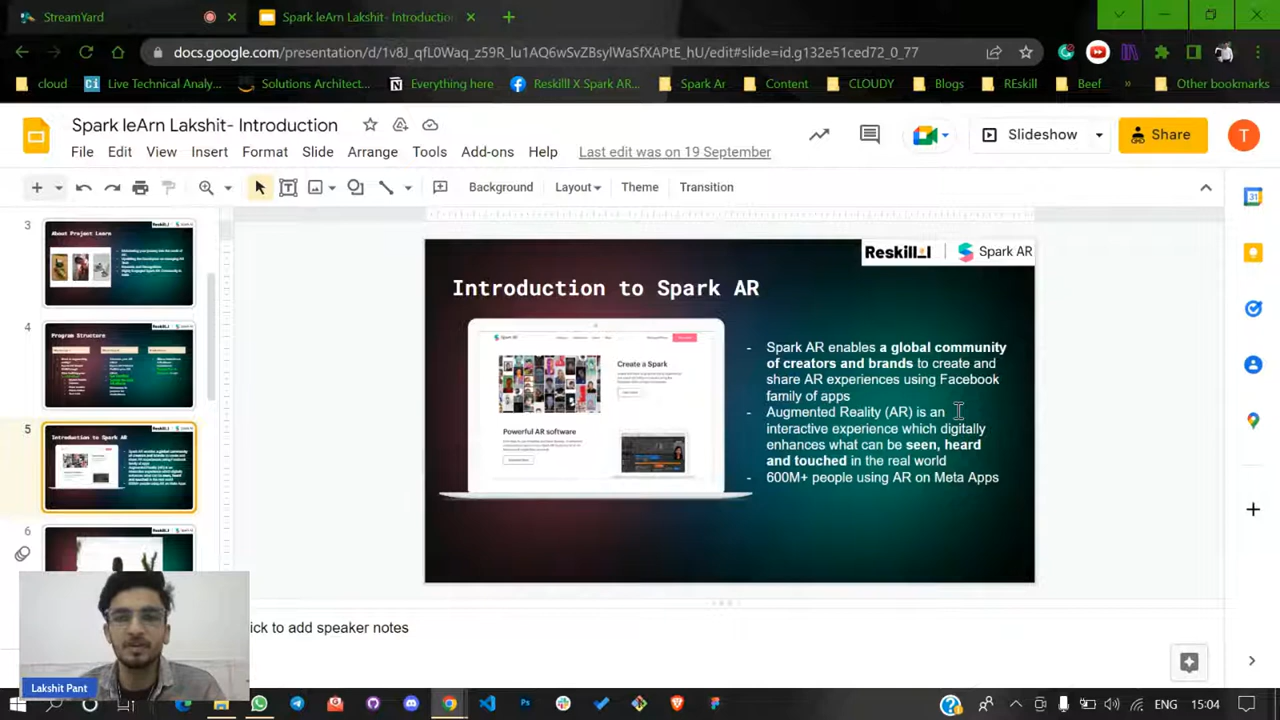 StreamYard
Spark leArn Lakshit- Introduction
docs.google.com/presentation/d/1qd_qfL0Waq_Z9R_lu1AQ6wSvZBsylWaSfXAPtE_hU/edit#slide=id.g132e51ced72_0_77
cloud
Live Technical Analy...
Solutions Architect...
Everything here
Reskilll X Spark AR...
Spark Ar
Content
CLOUDY
Blogs
REskill
Beef
»
Other bookmarks
Spark leArn Lakshit- Introduction
Slideshow
Share
T
File Edit View Insert Format Slide Arrange Tools Add-ons Help Last edit was on 19 September
Background Layout Theme Transition
3
About Project Learn
4
Program Structure
5
Introduction to Spark AR
6
Reskilll Spark AR
Introduction to Spark AR
Create a Spark
Powerful AR software
- Spark AR enables a global community
of creators and brands to create and
share AR experiences using Facebook
family of apps
- Augmented Reality (AR) is an
interactive experience which digitally
enhances what can be seen, heard
and touched in the real world
- 600M+ people using AR on Meta Apps
ick to add speaker notes
Lakshit Pant
ENG 15:04